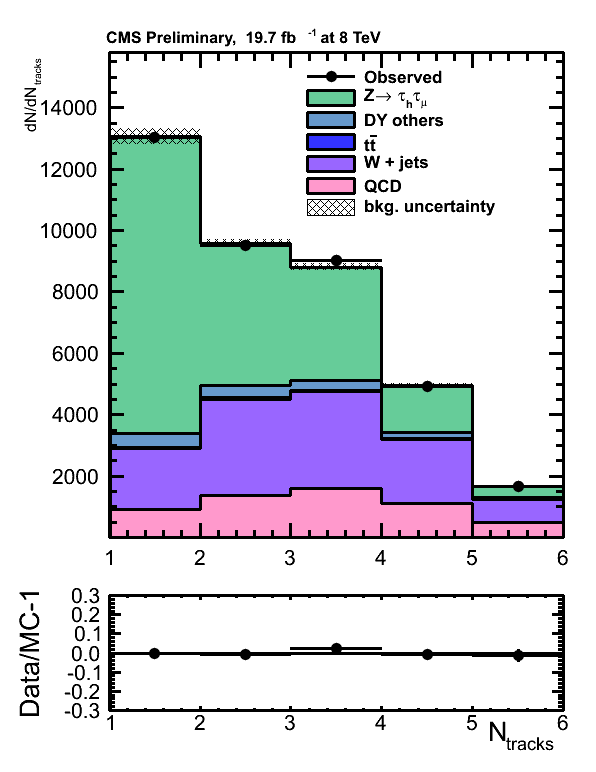 CMS Preliminary, 19.7 fb -1 at 8 TeV
dN/dNtracks
14000
12000
10000
8000
6000
4000
2000
Observed
Z→ τhτμ
DY others
tt̄
W + jets
QCD
bkg. uncertainty
1 2 3 4 5 6
Data/MC-1
0.3
0.2
0.1
0.0
-0.1
-0.2
-0.3
1 2 3 4 5 6
Ntracks